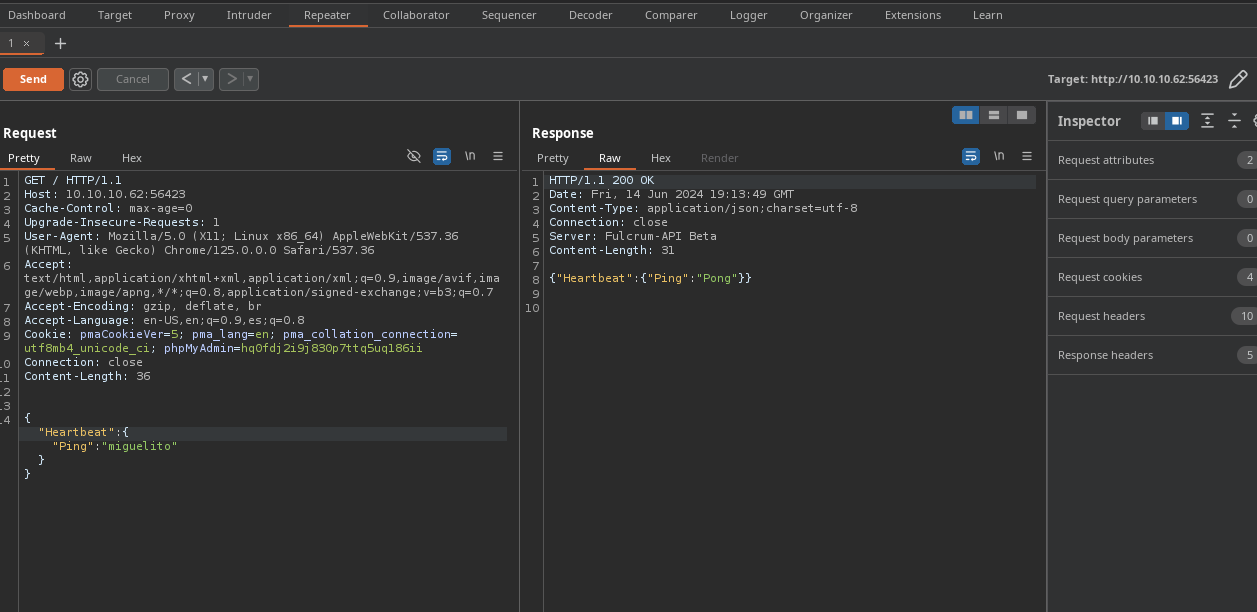 Dashboard Target Proxy Intruder Repeater Collaborator Sequencer Decoder Comparer Logger Organizer Extensions Learn
1 × +
Send Cancel < ▾ > ▾ Target: http://10.10.10.62:56423
Request
Pretty Raw Hex \n
1 GET / HTTP/1.1
2 Host: 10.10.10.62:56423
3 Cache-Control: max-age=0
4 Upgrade-Insecure-Requests: 1
5 User-Agent: Mozilla/5.0 (X11; Linux x86_64) AppleWebKit/537.36
(KHTML, like Gecko) Chrome/125.0.0.0 Safari/537.36
6 Accept:
text/html,application/xhtml+xml,application/xml;q=0.9,image/avif,ima
ge/webp,image/apng,*/*;q=0.8,application/signed-exchange;v=b3;q=0.7
7 Accept-Encoding: gzip, deflate, br
8 Accept-Language: en-US,en;q=0.9,es;q=0.8
9 Cookie: pmaCookieVer=5; pma_lang=en; pma_collation_connection=
utf8mb4_unicode_ci; phpMyAdmin=hq0fdj2i9j830p7ttq5uq186ii
10 Connection: close
11 Content-Length: 36
12
13
14 {
"Heartbeat":{
"Ping":"miguelito"
}
}
Response
Pretty Raw Hex Render \n
1 HTTP/1.1 200 OK
2 Date: Fri, 14 Jun 2024 19:13:49 GMT
3 Content-Type: application/json;charset=utf-8
4 Connection: close
5 Server: Fulcrum-API Beta
6 Content-Length: 31
7
8 {"Heartbeat":{"Ping":"Pong"}}
9
10
Inspector
Request attributes 2
Request query parameters 0
Request body parameters 0
Request cookies 4
Request headers 10
Response headers 5